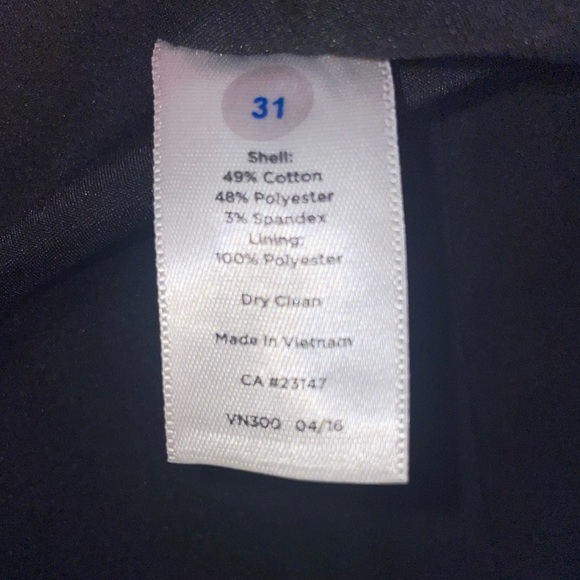 31
Shell:
49% Cotton
48% Polyester
3% Spandex
Lining:
100% Polyester
Dry Clean
Made In Vietnam
CA #23147
VN300 04/16